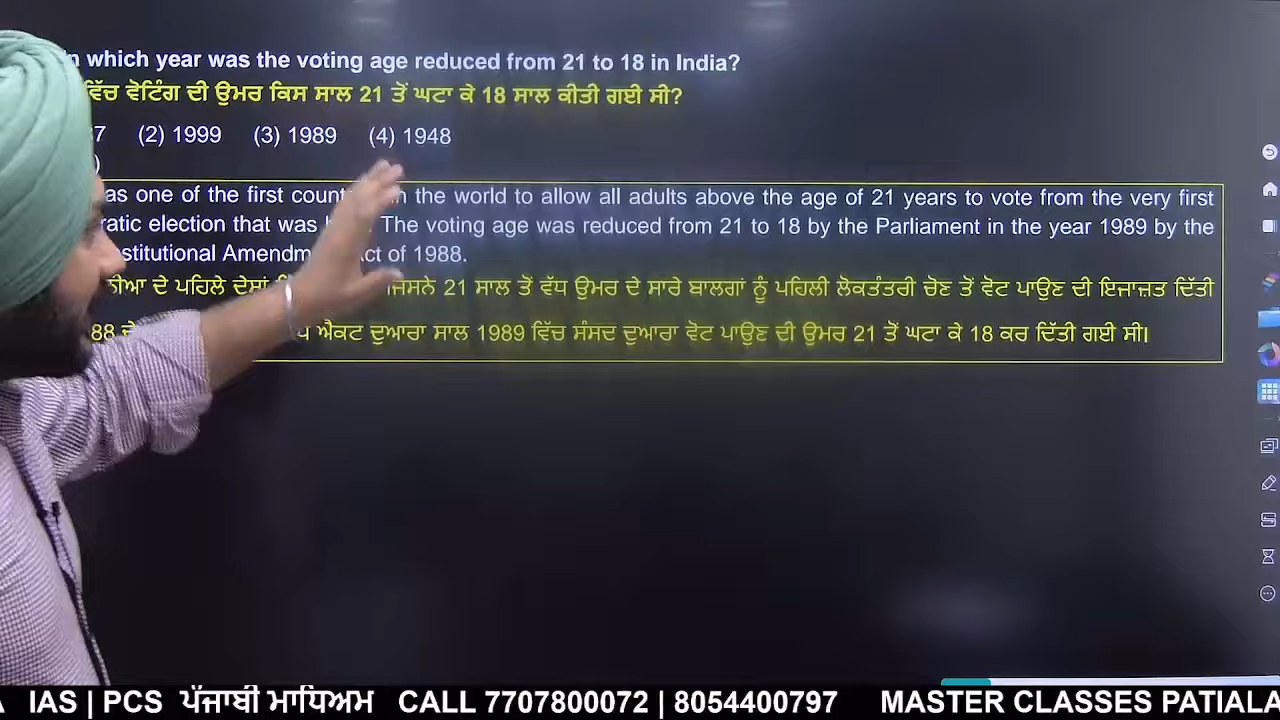 which year was the voting age reduced from 21 to 18 in India?
ਵਿੱਚ ਵੋਟਿੰਗ ਦੀ ਉਮਰ ਕਿਸ ਸਾਲ 21 ਤੋਂ ਘਟਾ ਕੇ 18 ਸਾਲ ਕੀਤੀ ਗਈ ਸੀ?
7 (2) 1999 (3) 1989 (4) 1948
)
as one of the first the world to allow all adults above the age of 21 years to vote from the very first
election that was The voting age was reduced from 21 to 18 by the Parliament in the year 1989 by the
of 1988.
ਦੇ ਪਹਿਲੇ ਦੇਸ਼ਾਂ ਜਿਸਨੇ 21 ਸਾਲ ਤੋਂ ਵੱਧ ਉਮਰ ਦੇ ਸਾਰੇ ਬਾਲਗਾਂ ਨੂੰ ਪਹਿਲੀ ਲੋਕਤੰਤਰੀ ਚੋਣ ਤੋਂ ਵੋਟ ਪਾਉਣ ਦੀ ਇਜਾਜ਼ਤ ਦਿੱਤੀ
88 ਐਕਟ ਦੁਆਰਾ ਸਾਲ 1989 ਵਿੱਚ ਸੰਸਦ ਦੁਆਰਾ ਵੋਟ ਪਾਉਣ ਦੀ ਉਮਰ 21 ਤੋਂ ਘਟਾ ਕੇ 18 ਕਰ ਦਿੱਤੀ ਗਈ ਸੀ।
IAS | PCS ਪੰਜਾਬੀ ਮਾਧਿਅਮ CALL 7707800072 | 8054400797 MASTER CLASSES PATIALA